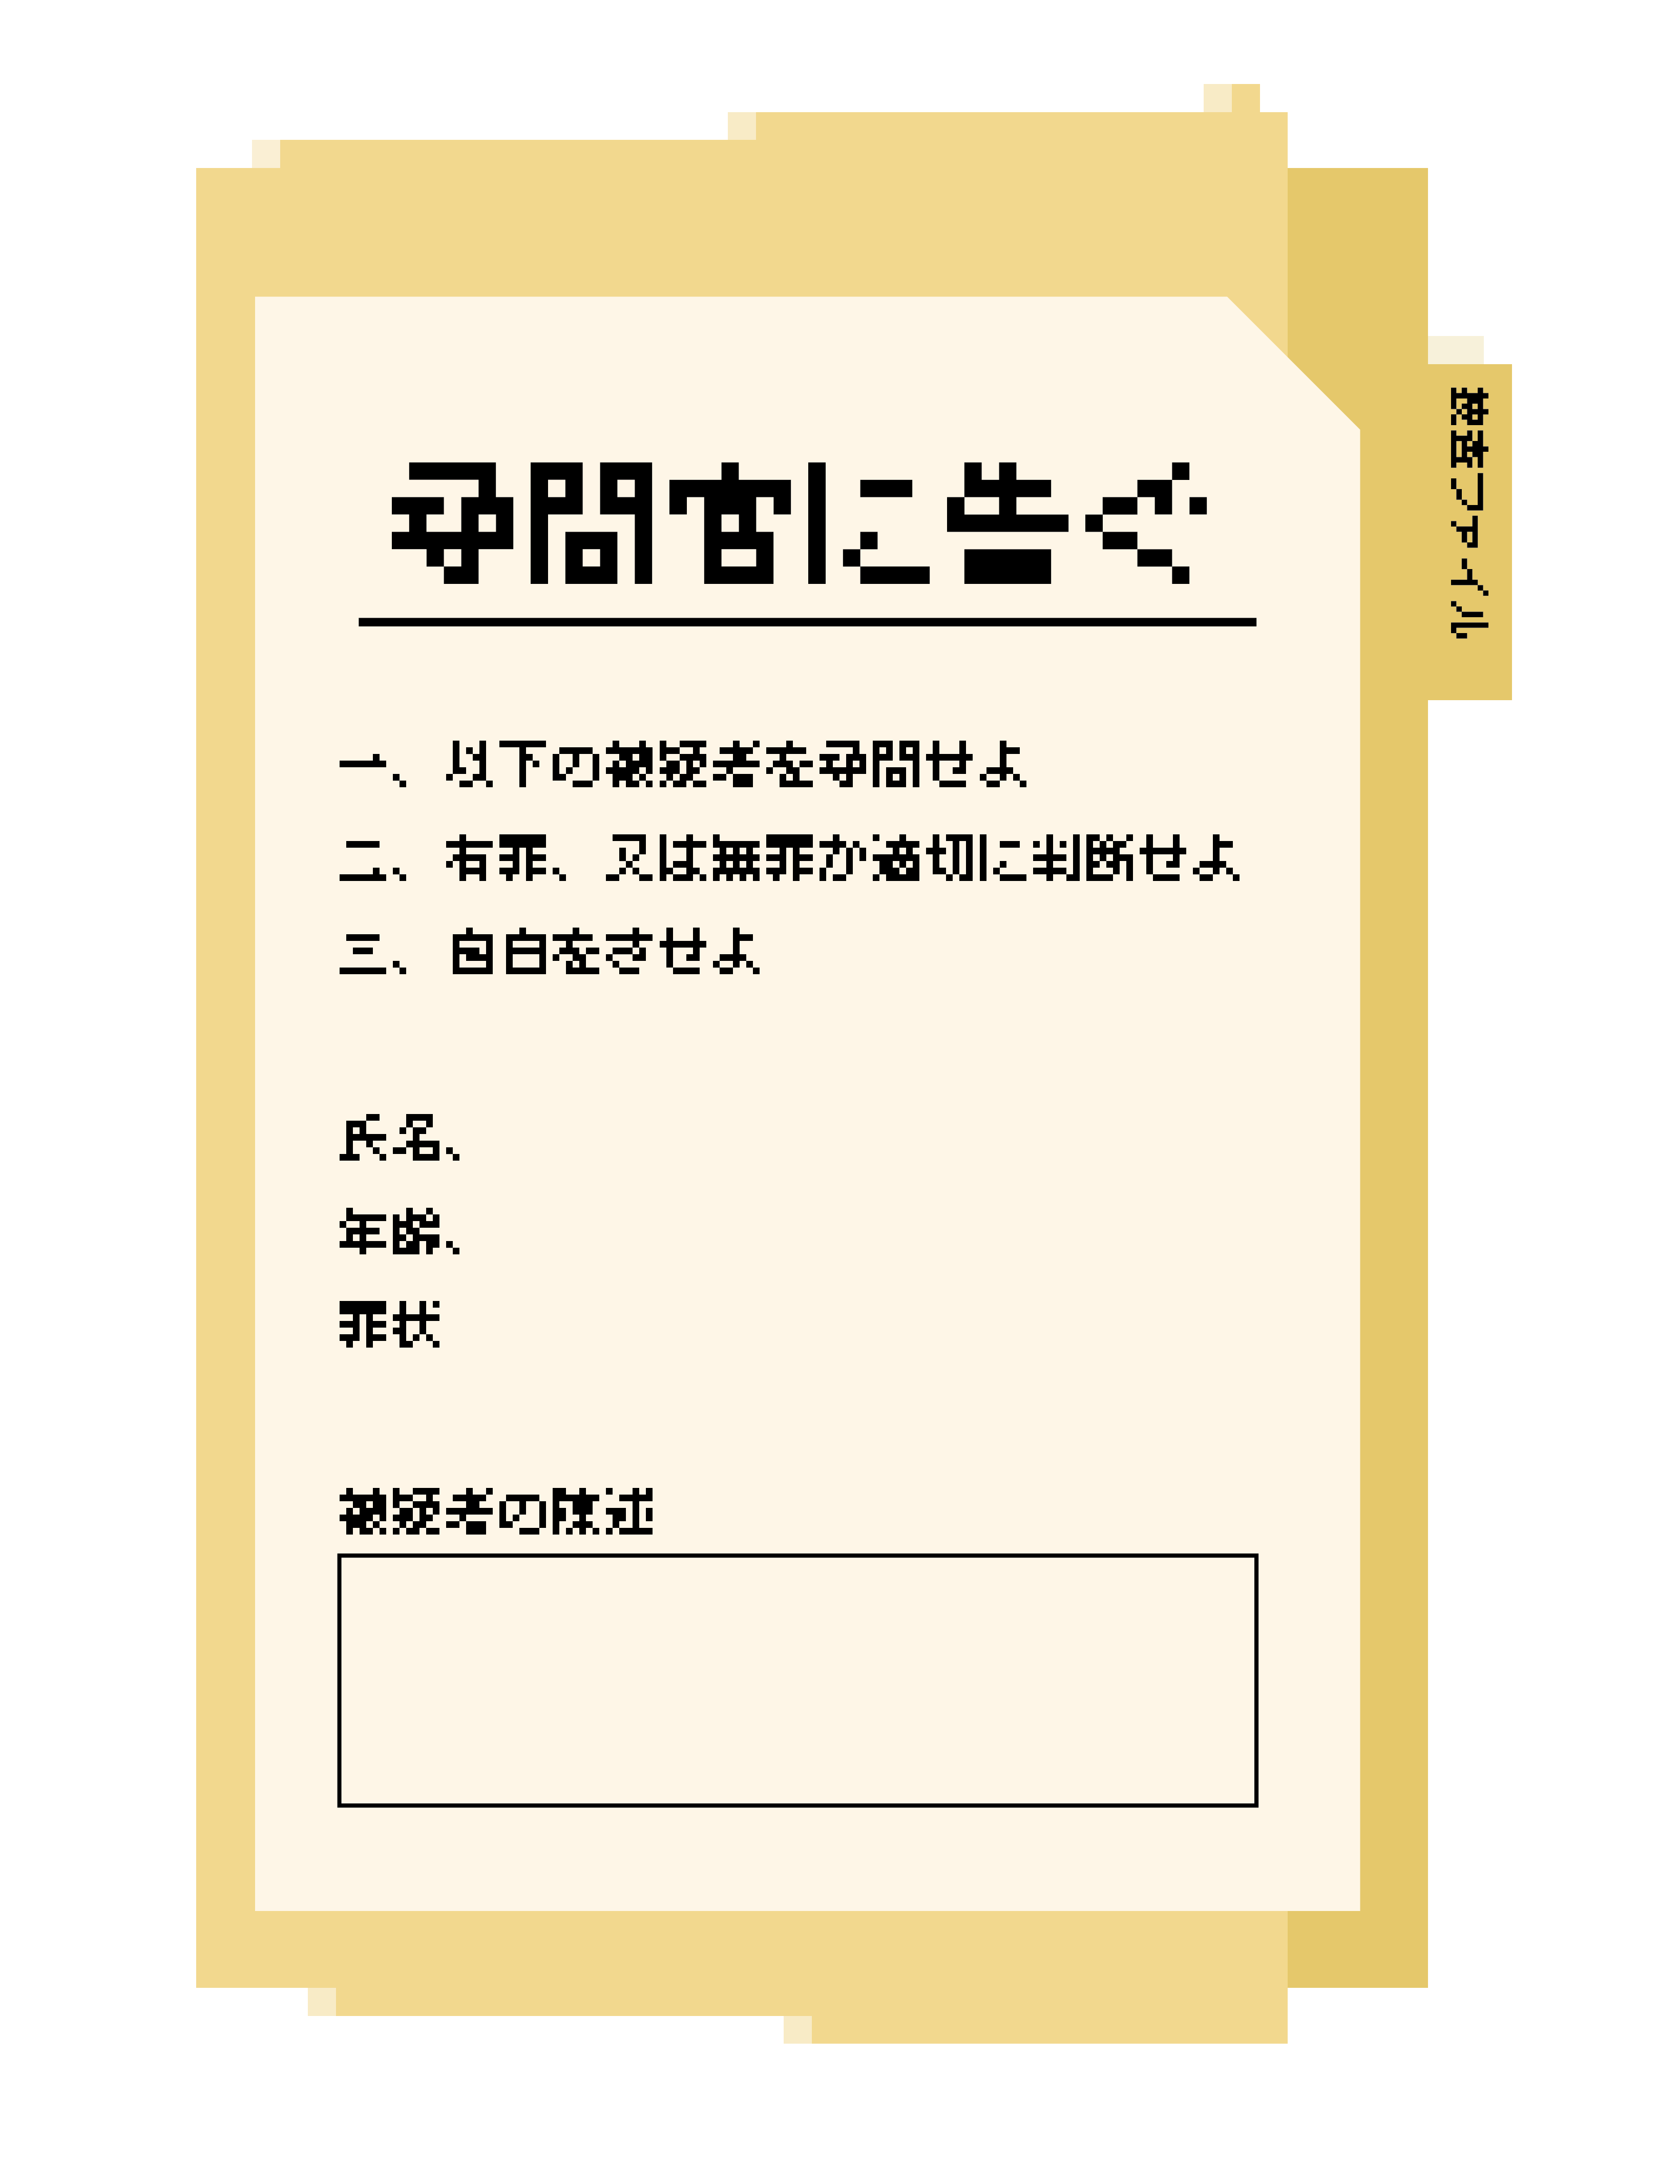 尋問官に告ぐ
捜査ファイル
一、以下の被疑者を尋問せよ
二、有罪、又は無罪か適切に判断せよ
三、自白をさせよ
氏名、
年齢、
罪状
被疑者の陳述